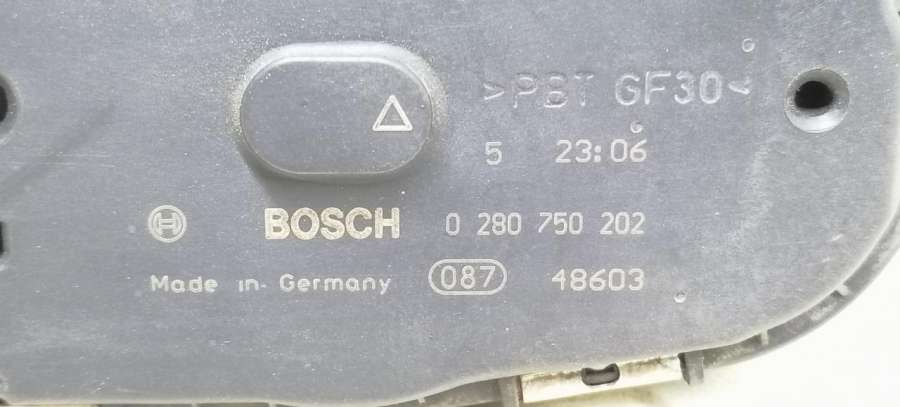 >PBT GF30<
5 23:06
BOSCH 0 280 750 202
Made in Germany 087 48603